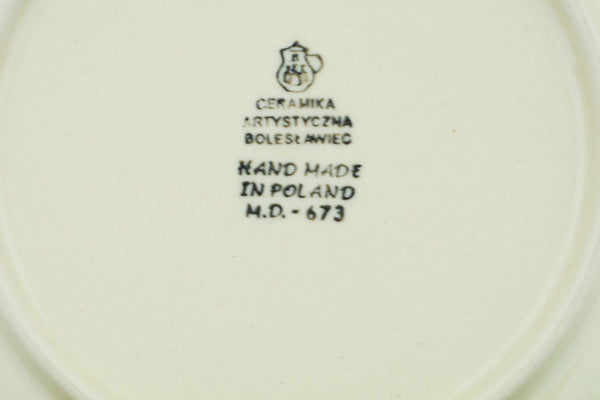 B
CERAMIKA
ARTYSTYCZNA
BOLESŁAWIEC
HAND MADE
IN POLAND
M.D. - 673